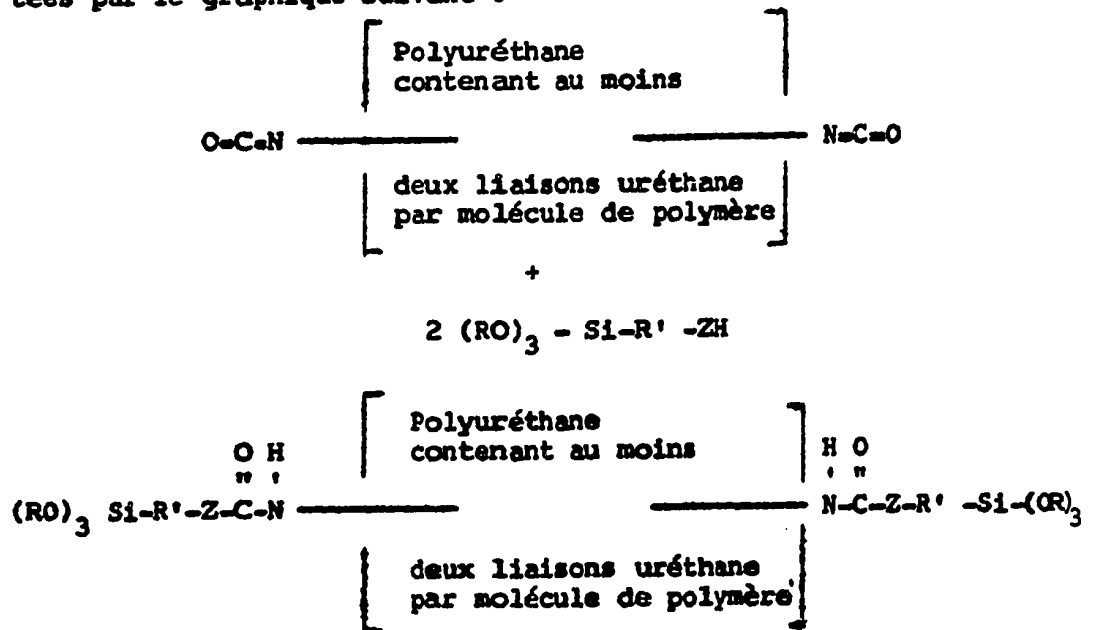 tées par le graphique suivant :
Polyuréthane
contenant au moins
O=C=N N=C=O
deux liaisons uréthane
par molécule de polymère
+
2 (RO)3 - Si-R' -ZH
Polyuréthane
contenant au moins
O H H O
" ' ' "
(RO)3 Si-R'-Z-C-N N-C-Z-R' -Si-(OR)3
deux liaisons uréthane
par molécule de polymère